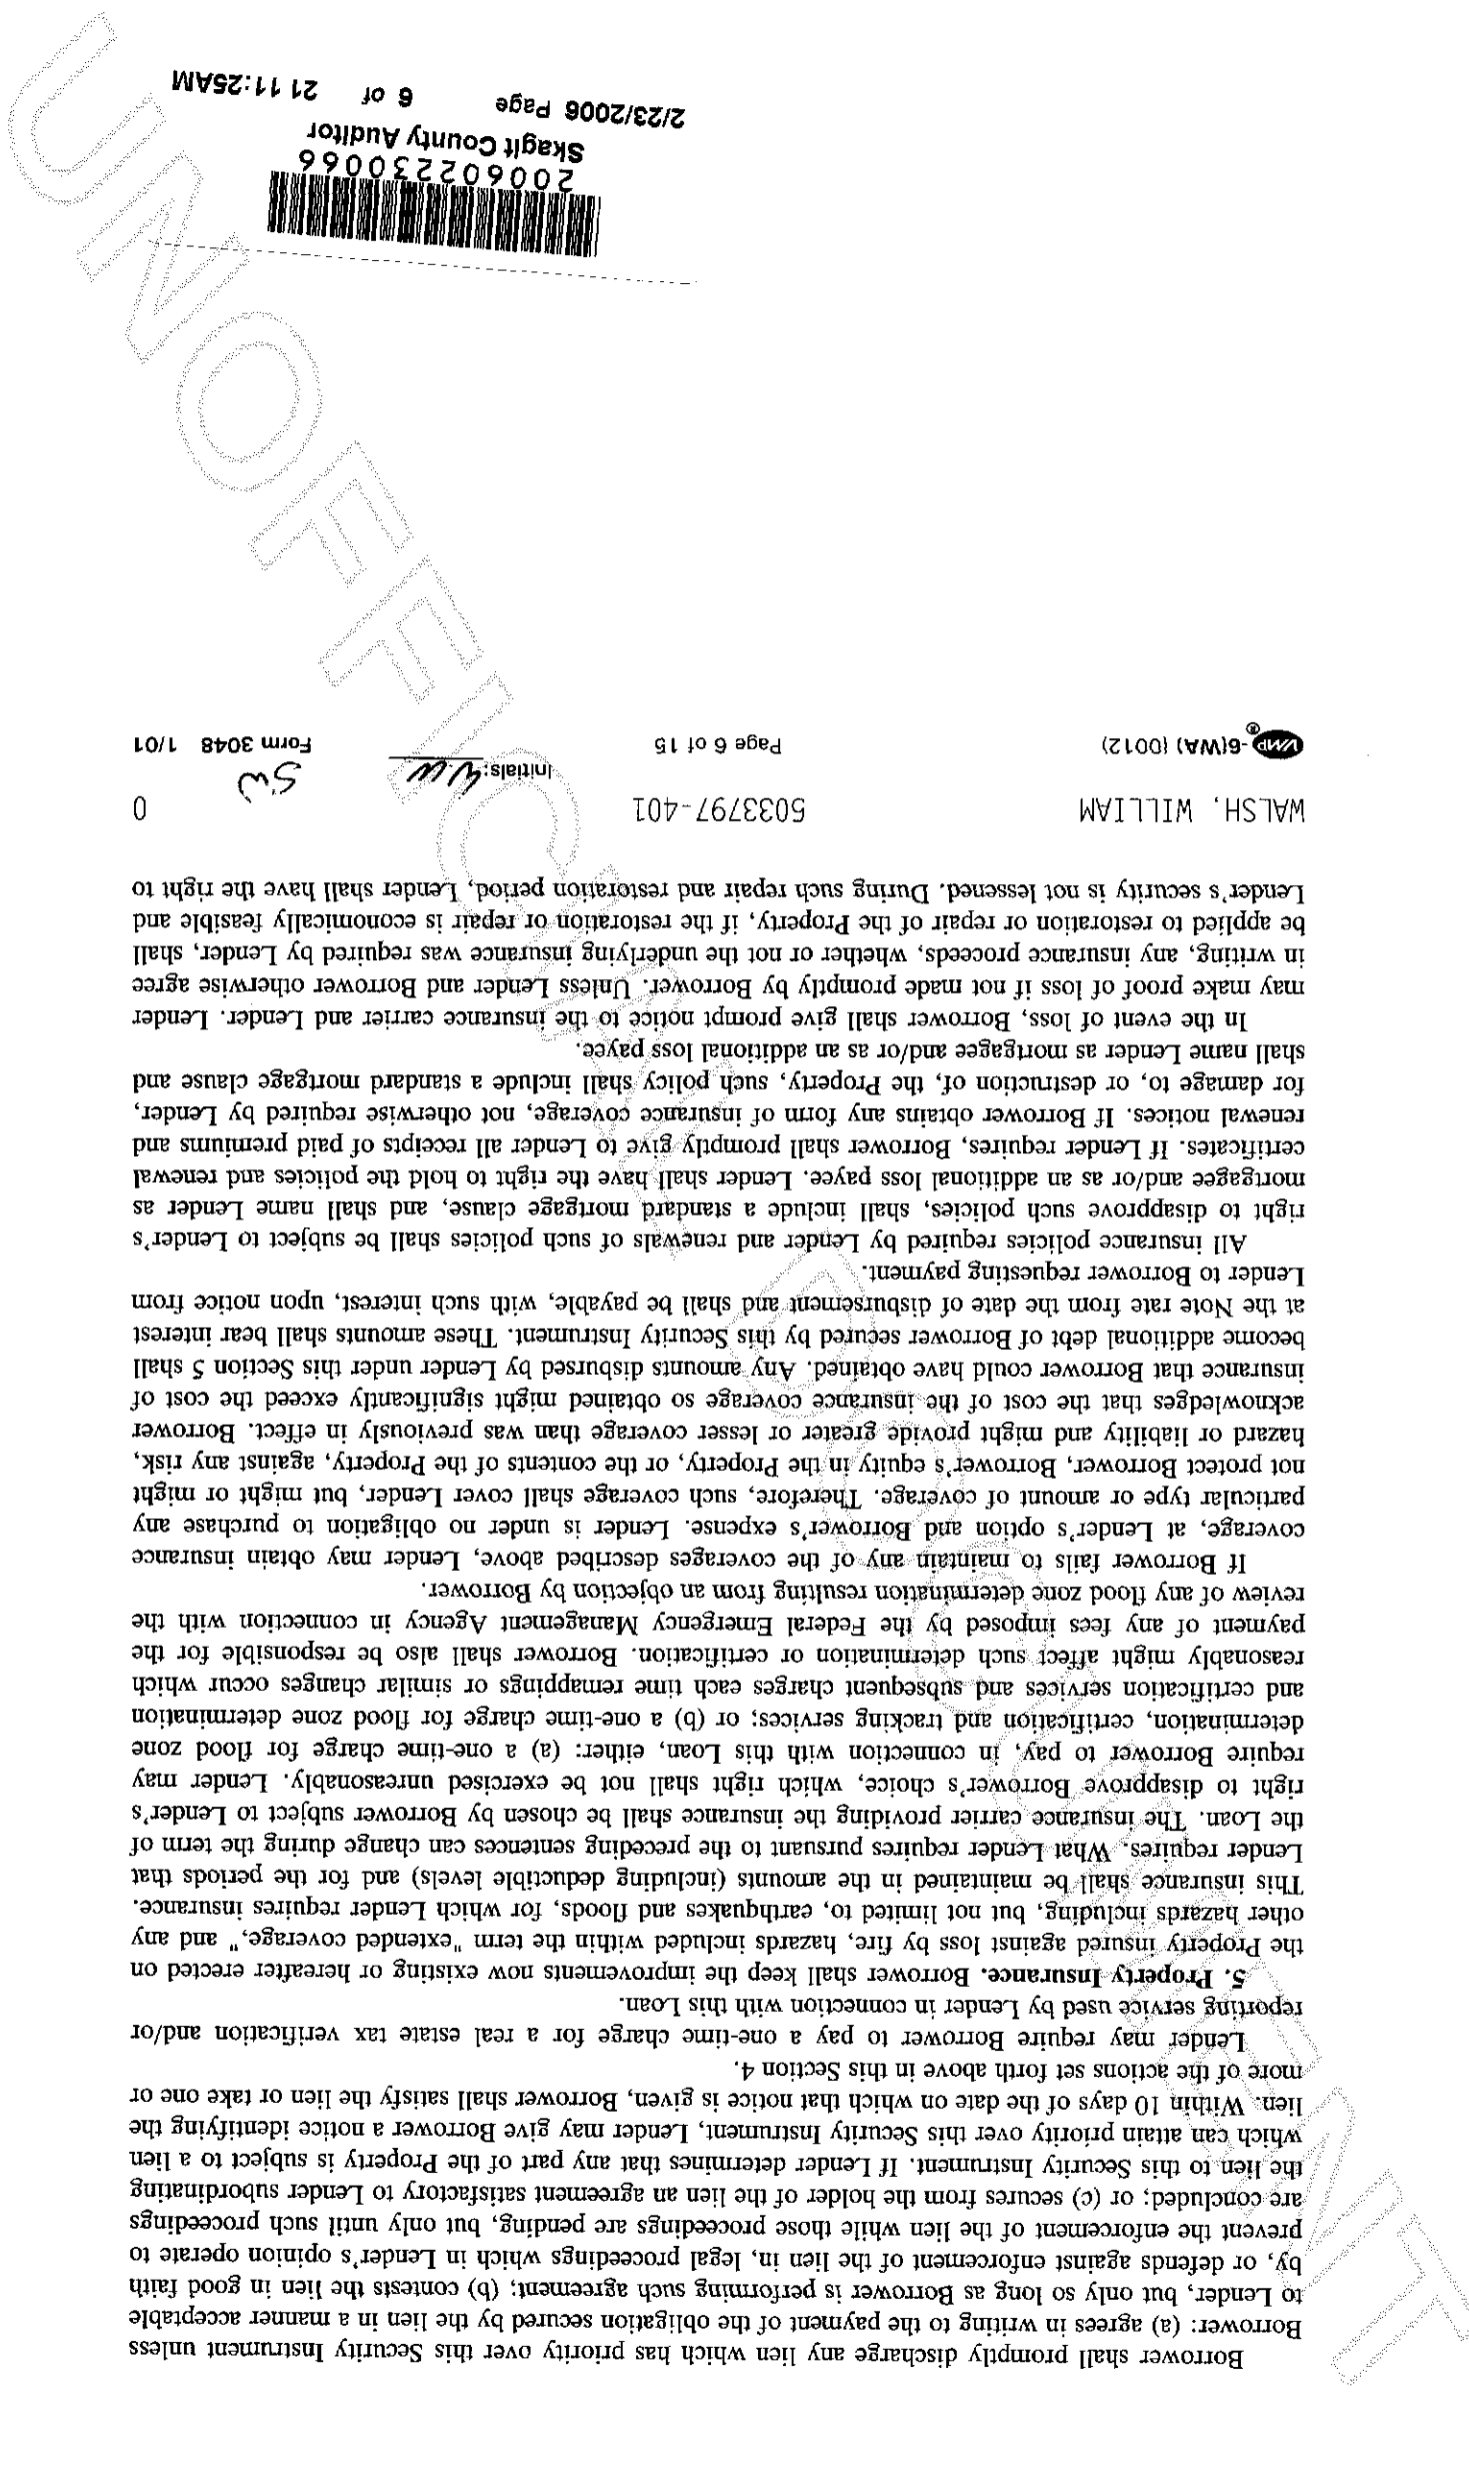 Borrower shall promptly discharge any lien which has priority over this Security Instrument unless
Borrower: (a) agrees in writing to the payment of the obligation secured by the lien in a manner acceptable
to Lender, but only so long as Borrower is performing such agreement; (b) contests the lien in good faith
by, or defends against enforcement of the lien in, legal proceedings which in Lender's opinion operate to
prevent the enforcement of the lien while those proceedings are pending, but only until such proceedings
are concluded; or (c) secures from the holder of the lien an agreement satisfactory to Lender subordinating
the lien to this Security Instrument. If Lender determines that any part of the Property is subject to a lien
which can attain priority over this Security Instrument, Lender may give Borrower a notice identifying the
lien. Within 10 days of the date on which that notice is given, Borrower shall satisfy the lien or take one or
more of the actions set forth above in this Section 4.
Lender may require Borrower to pay a one-time charge for a real estate tax verification and/or
reporting service used by Lender in connection with this Loan.
5. Property Insurance. Borrower shall keep the improvements now existing or hereafter erected on
the Property insured against loss by fire, hazards included within the term "extended coverage," and any
other hazards including, but not limited to, earthquakes and floods, for which Lender requires insurance.
This insurance shall be maintained in the amounts (including deductible levels) and for the periods that
Lender requires. What Lender requires pursuant to the preceding sentences can change during the term of
the Loan. The insurance carrier providing the insurance shall be chosen by Borrower subject to Lender's
right to disapprove Borrower's choice, which right shall not be exercised unreasonably. Lender may
require Borrower to pay, in connection with this Loan, either: (a) a one-time charge for flood zone
determination, certification and tracking services; or (b) a one-time charge for flood zone determination
and certification services and subsequent charges each time remappings or similar changes occur which
reasonably might affect such determination or certification. Borrower shall also be responsible for the
payment of any fees imposed by the Federal Emergency Management Agency in connection with the
review of any flood zone determination resulting from an objection by Borrower.
If Borrower fails to maintain any of the coverages described above, Lender may obtain insurance
coverage, at Lender's option and Borrower's expense. Lender is under no obligation to purchase any
particular type or amount of coverage. Therefore, such coverage shall cover Lender, but might or might
not protect Borrower, Borrower's equity in the Property, or the contents of the Property, against any risk,
hazard or liability and might provide greater or lesser coverage than was previously in effect. Borrower
acknowledges that the cost of the insurance coverage so obtained might significantly exceed the cost of
insurance that Borrower could have obtained. Any amounts disbursed by Lender under this Section 5 shall
become additional debt of Borrower secured by this Security Instrument. These amounts shall bear interest
at the Note rate from the date of disbursement and shall be payable, with such interest, upon notice from
Lender to Borrower requesting payment.
All insurance policies required by Lender and renewals of such policies shall be subject to Lender's
right to disapprove such policies, shall include a standard mortgage clause, and shall name Lender as
mortgagee and/or as an additional loss payee. Lender shall have the right to hold the policies and renewal
certificates. If Lender requires, Borrower shall promptly give to Lender all receipts of paid premiums and
renewal notices. If Borrower obtains any form of insurance coverage, not otherwise required by Lender,
for damage to, or destruction of, the Property, such policy shall include a standard mortgage clause and
shall name Lender as mortgagee and/or as an additional loss payee.
In the event of loss, Borrower shall give prompt notice to the insurance carrier and Lender. Lender
may make proof of loss if not made promptly by Borrower. Unless Lender and Borrower otherwise agree
in writing, any insurance proceeds, whether or not the underlying insurance was required by Lender, shall
be applied to restoration or repair of the Property, if the restoration or repair is economically feasible and
Lender's security is not lessened. During such repair and restoration period, Lender shall have the right to
WALSH, WILLIAM 5033797-401 0
Initials: W.W SW
VMP®-6(WA) (0012) Page 6 of 15 Form 3048 1/01
200602230066
Skagit County Auditor
2/23/2006 Page 6 of 21 11:25AM
UNOFFICIAL DOCUMENT